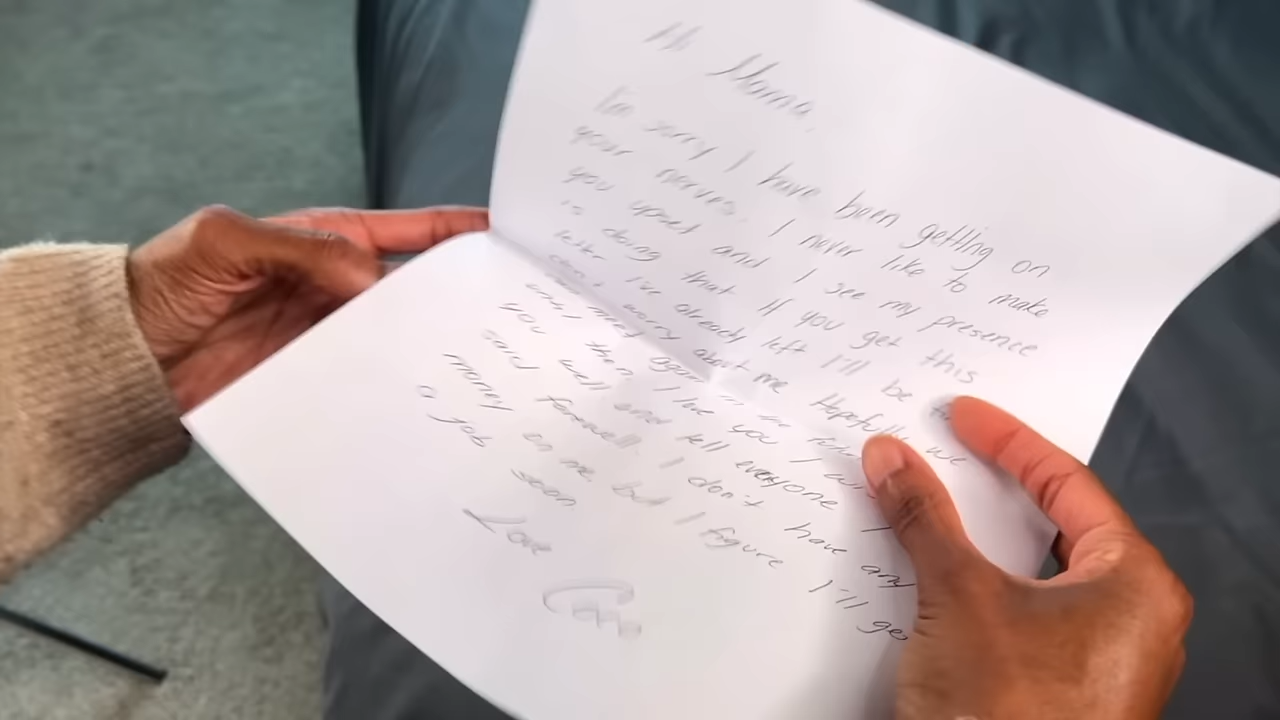 Hi Mama,
I'm sorry I have been getting on
your nerves. I never like to make
you upset and I see my presence
is doing that If you get this
letter I've already left I'll be
don't worry about me Hopefully we
until then I love you I
you well and tell everyone I
said farewell. I don't have any
money on me but I figure I'll get
a job soon
Love